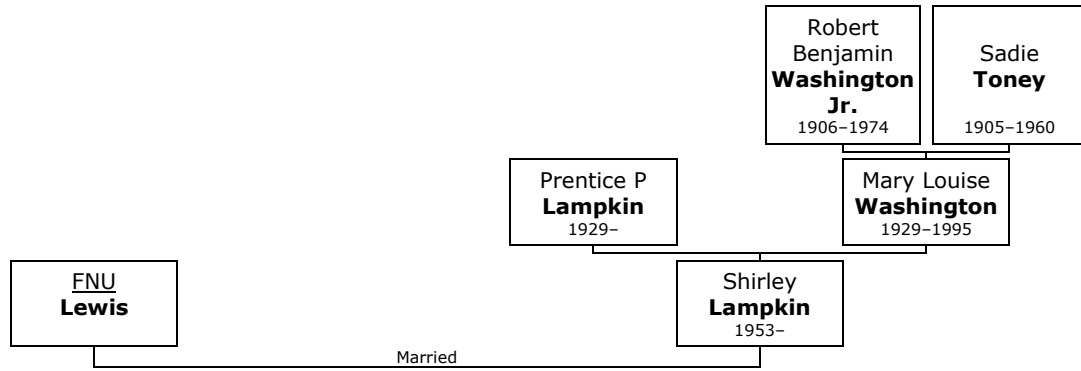 Robert
Benjamin
Washington
Jr.
1906–1974
Sadie
Toney
1905–1960
Prentice P
Lampkin
1929–
Mary Louise
Washington
1929–1995
FNU
Lewis
Shirley
Lampkin
1953–
Married